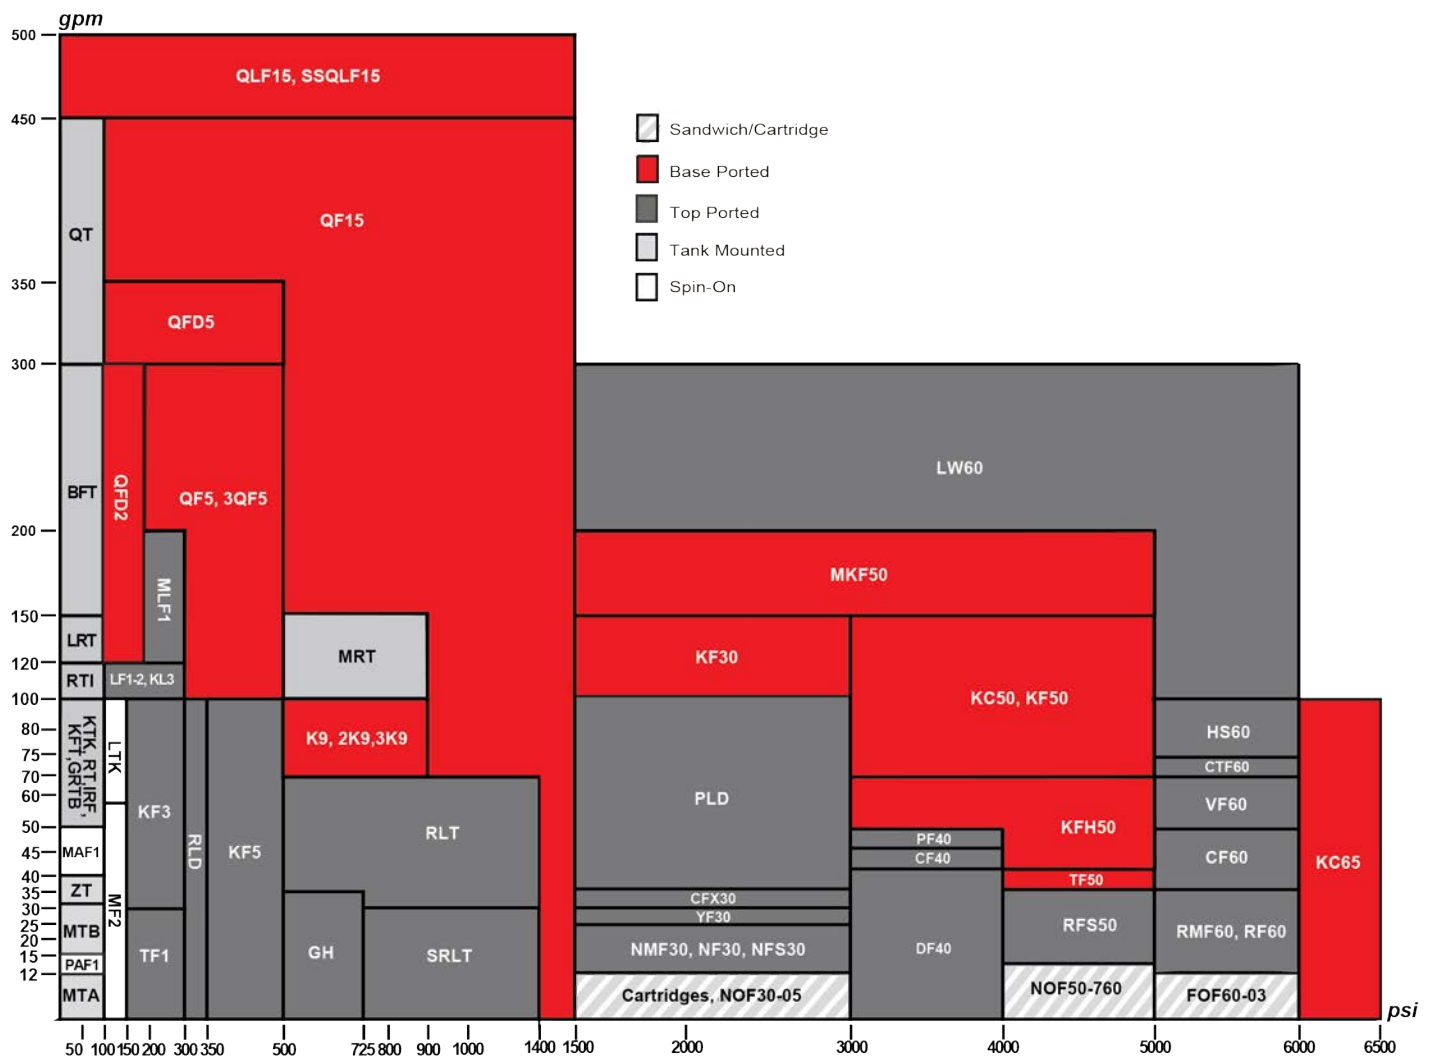 gpm
500
QLF15, SSQLF15
450
Sandwich/Cartridge
Base Ported
Top Ported
Tank Mounted
Spin-On
QT
QF15
350
QFD5
300
BFT
QFD2
QF5, 3QF5
LW60
200
MLF1
MKF50
150
LRT
MRT
KF30
KC50, KF50
120
RTI
LF1-2, KL3
100
KTK, RT,IRF,
KFT,GRTB
LTK
K9, 2K9,3K9
HS60
80
75
CTF60
70
60
KF3
PLD
VF60
RLD
KF5
RLT
KFH50
50
MAF1
PF40
45
CF40
CF60
KC65
40
ZT
MF2
TF50
35
CFX30
30
YF30
25
MTB
20
TF1
GH
SRLT
NMF30, NF30, NFS30
DF40
RFS50
RMF60, RF60
15
PAF1
12
MTA
Cartridges, NOF30-05
NOF50-760
FOF60-03
psi
50 100 150 200 300 350 500 725 800 900 1000 1400 1500 2000 3000 4000 5000 6000 6500